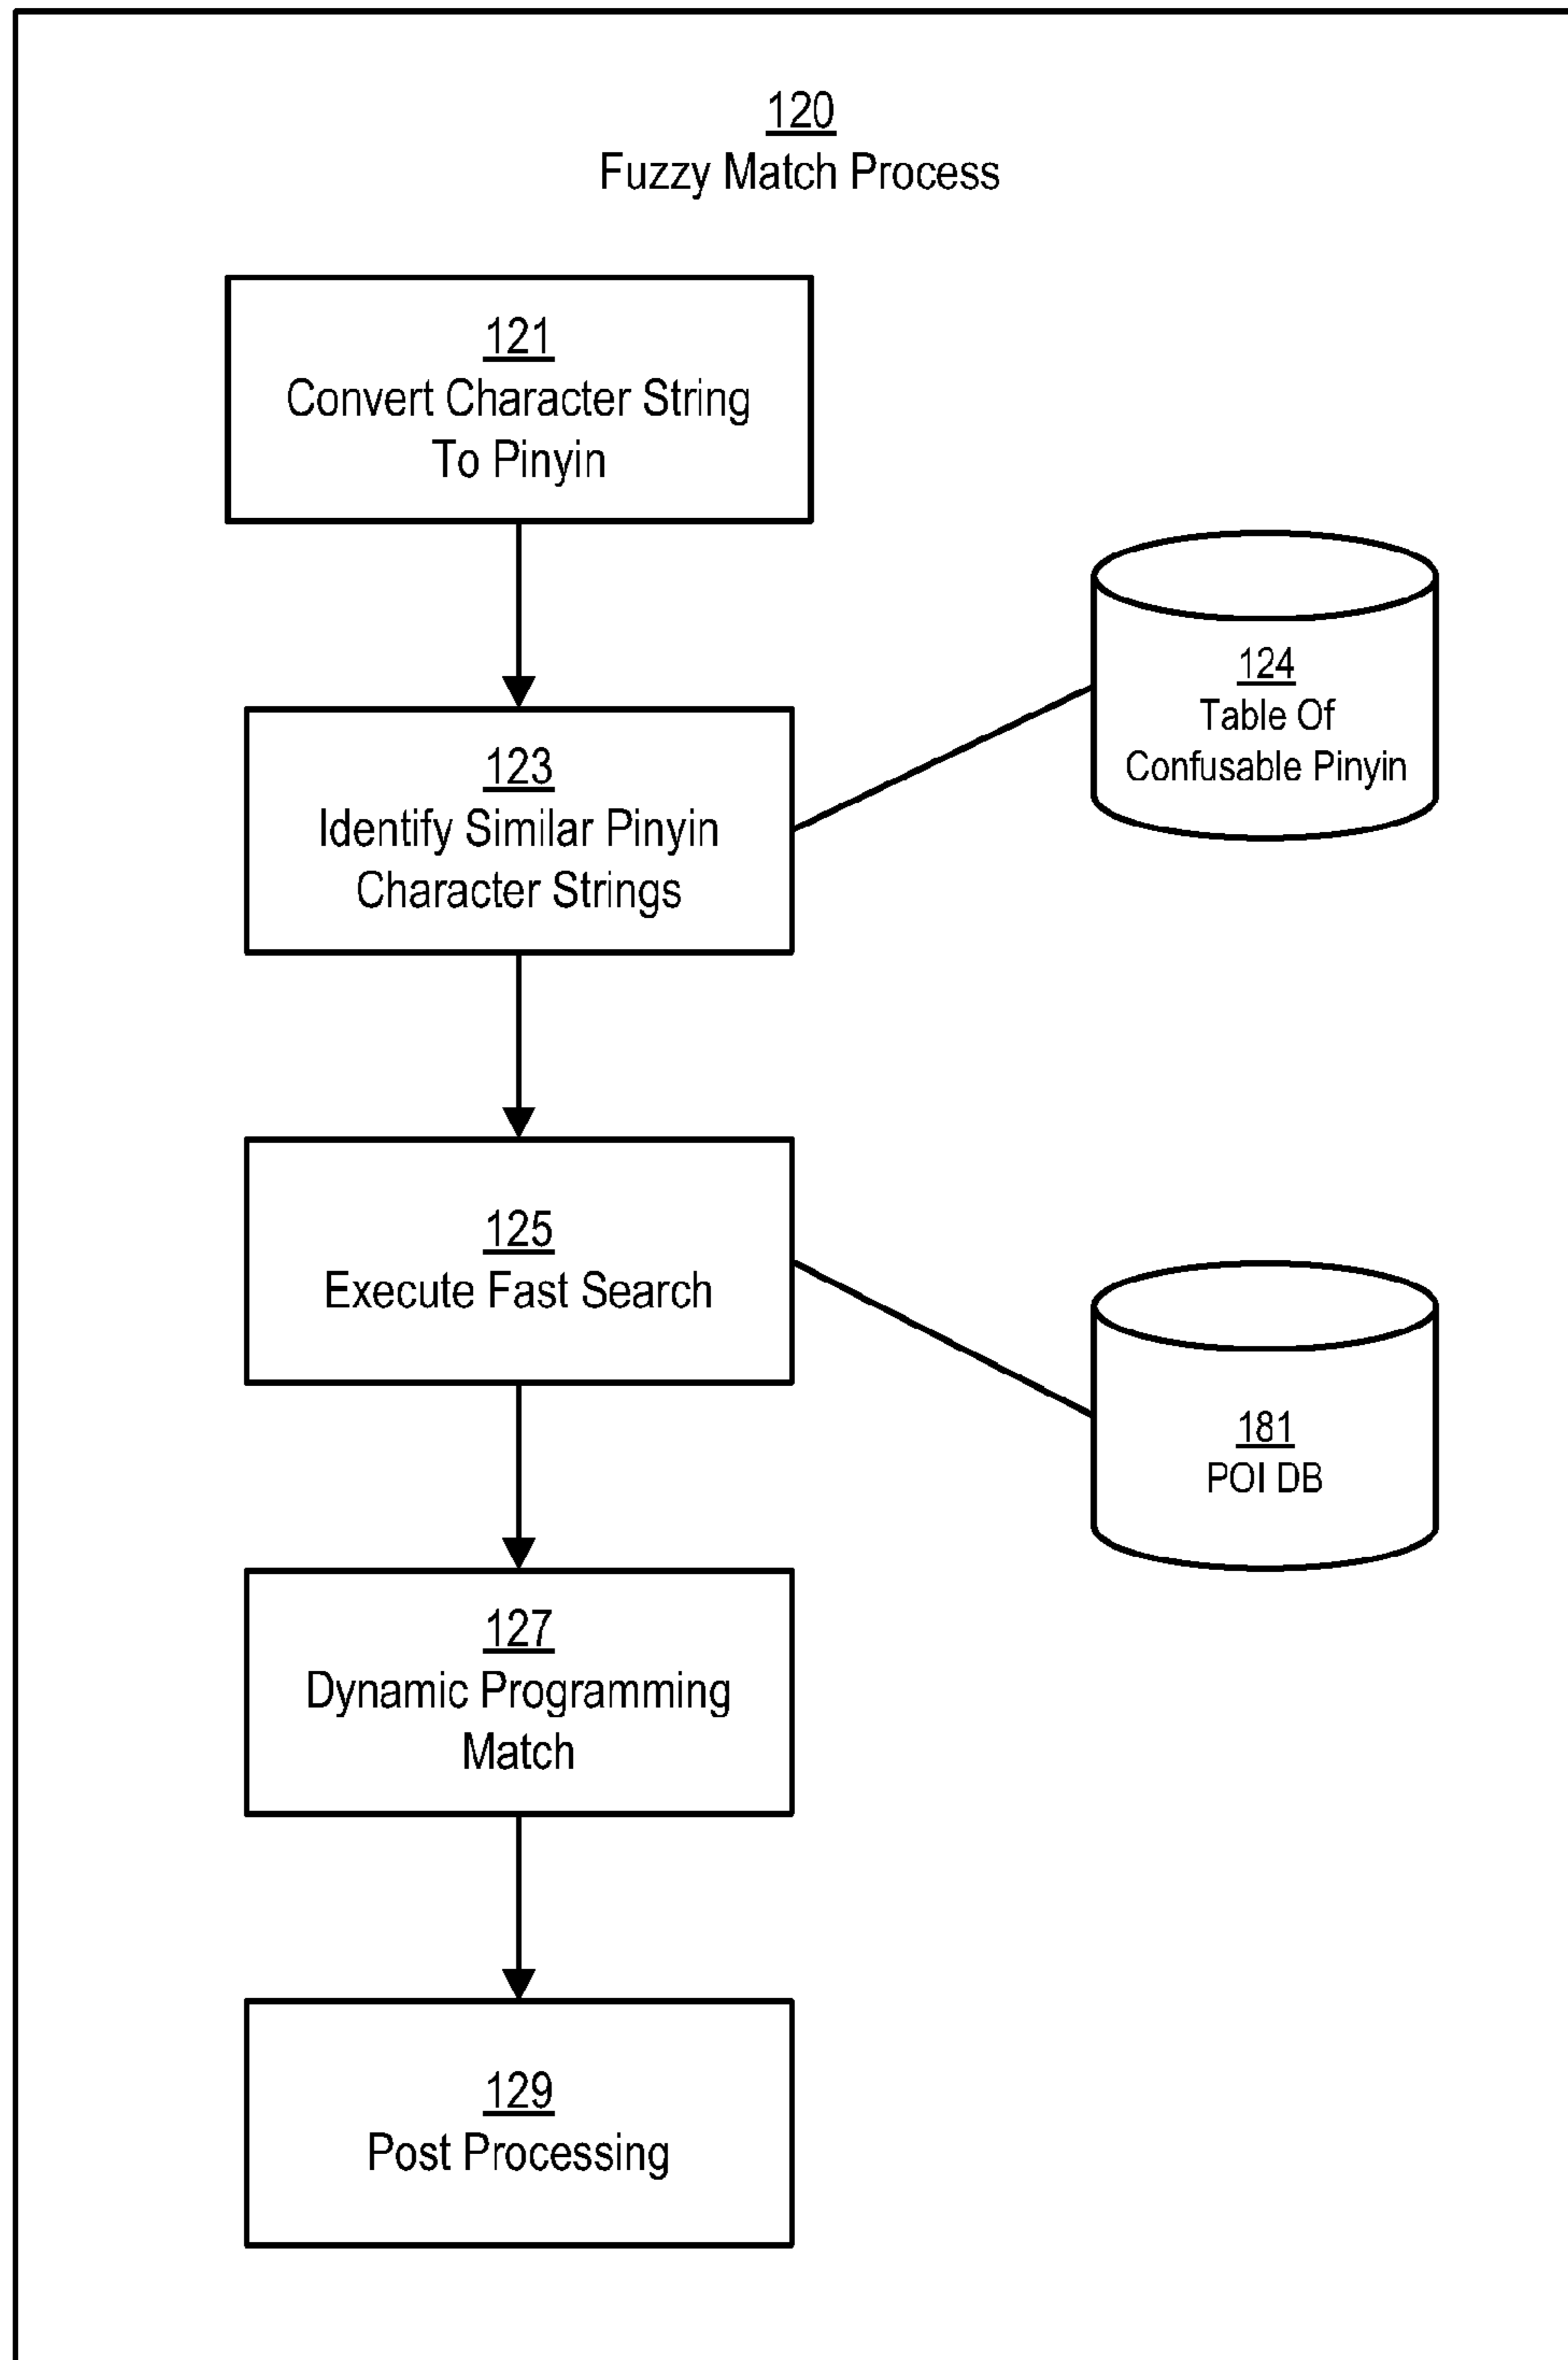 120
Fuzzy Match Process
121
Convert Character String
To Pinyin
124
Table Of
Confusable Pinyin
123
Identify Similar Pinyin
Character Strings
125
Execute Fast Search
181
POI DB
127
Dynamic Programming
Match
129
Post Processing